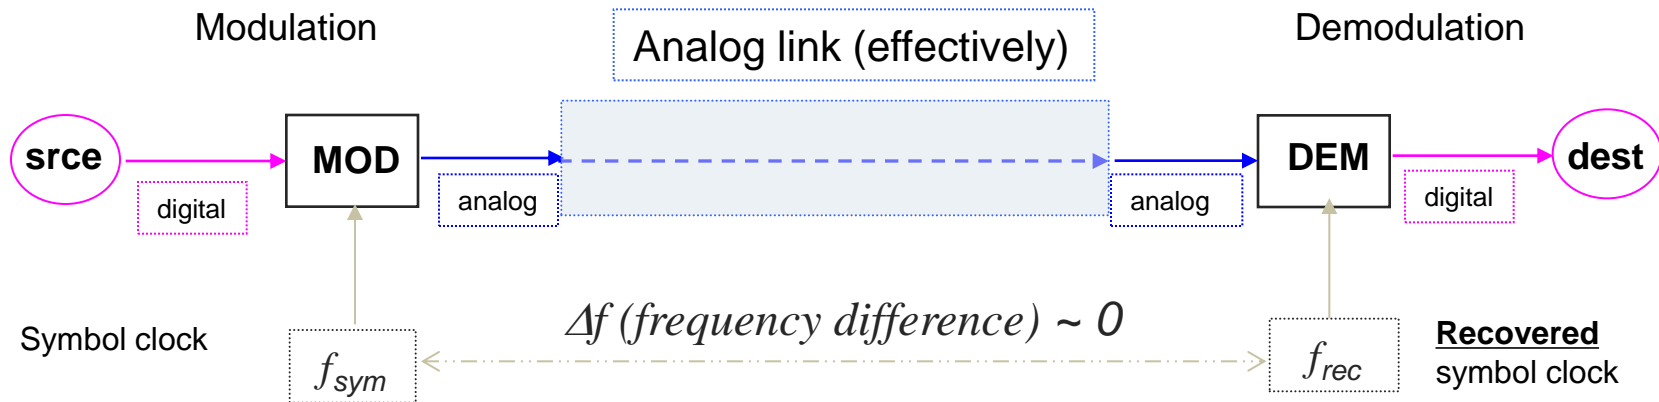 Modulation
Analog link (effectively)
Demodulation
srce
MOD
DEM
dest
digital
analog
analog
digital
Δf (frequency difference) ~ 0
Symbol clock
fsym
frec
Recovered
symbol clock